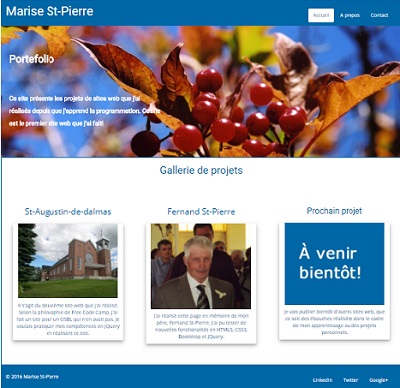 Marise St-Pierre
Accueil A propos Contact
Portefolio
Ce site présente les projets de sites web que j'ai
réalisés depuis que j'apprend la programmation. Ce site
est le premier site web que j'ai fait!
Gallerie de projets
St-Augustin-de-dalmas
Il s'agit du deuxième site web que j'ai réalisé.
Selon la philosophie de Free Code Camp, j'ai
fait un site pour un OSBL qui n'en avait pas. Je
voulais pratiquer mes compétences en JQuery
en réalisant ce site.
Fernand St-Pierre
J'ai réalisé cette page en mémoire de mon
père, Fernand St-Pierre. J'ai pu tester de
nouvelles fonctionnalités en HTML5, CSS3,
Bootstrap et JQuery.
Prochain projet
À venir
bientôt!
Je vais publier bientôt d'autres sites web, que
ce soit des ébauches réalisées dans le cadre
de mon apprentissage ou des projets
personnels.
© 2016 Marise St-Pierre
Linkedin Twitter Google+